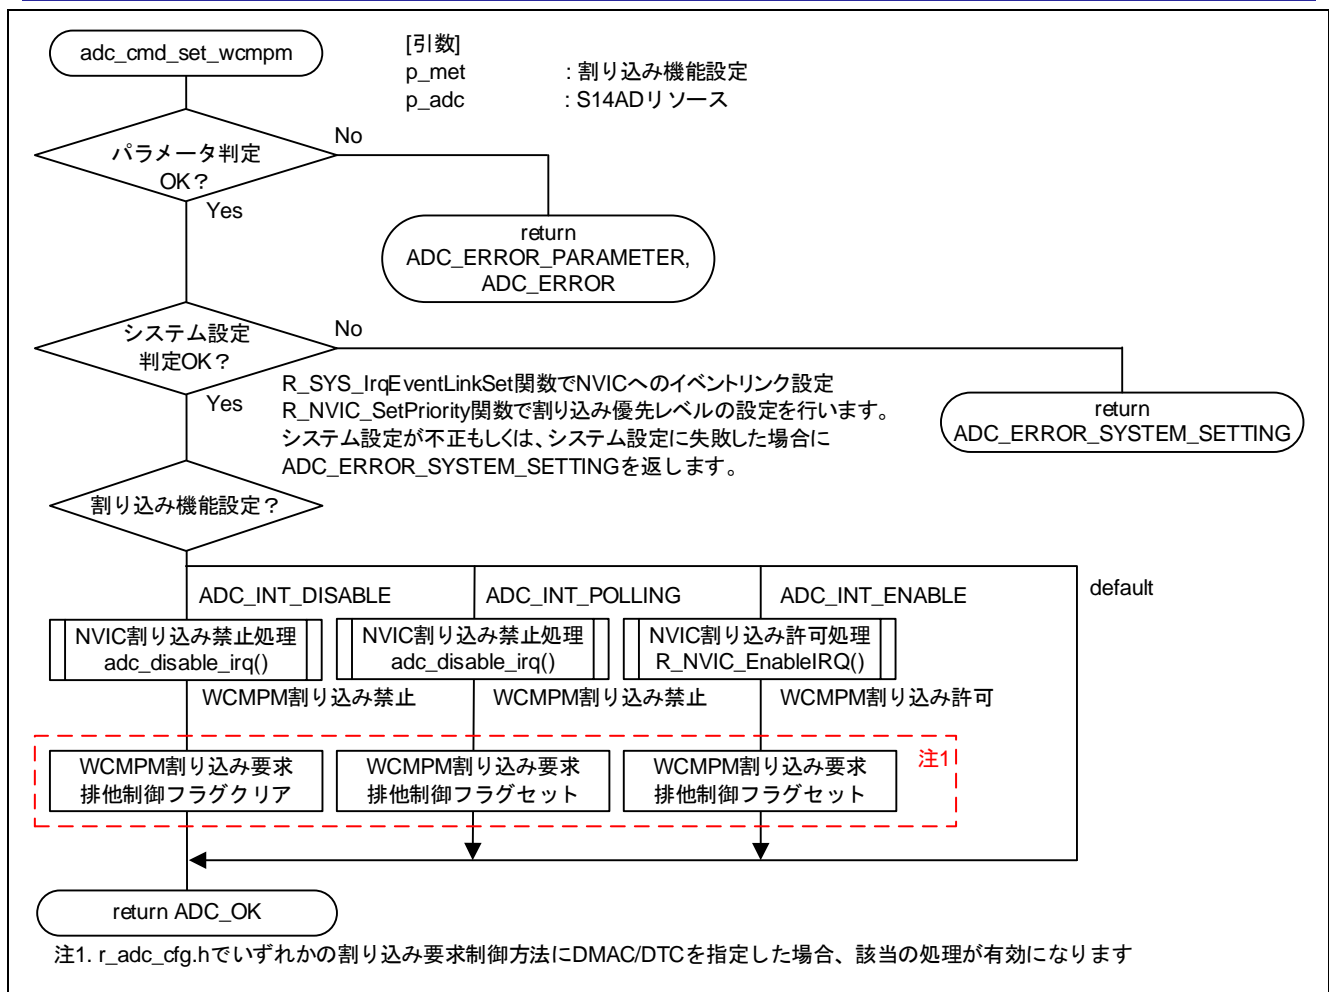 adc_cmd_set_wcmpm
[引数]
p_met : 割り込み機能設定
p_adc : S14ADリソース
パラメータ判定
OK?
No
Yes
return
ADC_ERROR_PARAMETER,
ADC_ERROR
システム設定
判定OK?
No
Yes
R_SYS_IrqEventLinkSet関数でNVICへのイベントリンク設定
R_NVIC_SetPriority関数で割り込み優先レベルの設定を行います。
システム設定が不正もしくは、システム設定に失敗した場合に
ADC_ERROR_SYSTEM_SETTINGを返します。
return
ADC_ERROR_SYSTEM_SETTING
割り込み機能設定?
ADC_INT_DISABLE
ADC_INT_POLLING
ADC_INT_ENABLE
default
NVIC割り込み禁止処理
adc_disable_irq()
NVIC割り込み禁止処理
adc_disable_irq()
NVIC割り込み許可処理
R_NVIC_EnableIRQ()
WCMPM割り込み禁止
WCMPM割り込み禁止
WCMPM割り込み許可
注1
WCMPM割り込み要求
排他制御フラグクリア
WCMPM割り込み要求
排他制御フラグセット
WCMPM割り込み要求
排他制御フラグセット
return ADC_OK
注1. r_adc_cfg.hでいずれかの割り込み要求制御方法にDMAC/DTCを指定した場合、該当の処理が有効になります